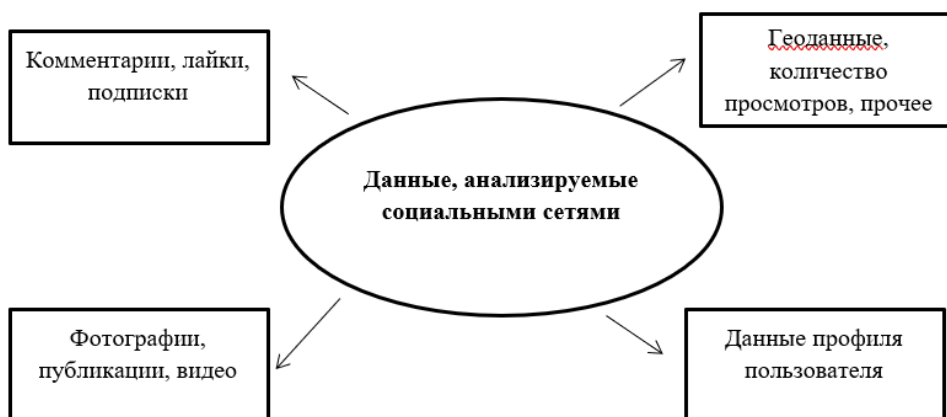 Комментарии, лайки,
подписки
Геоданные,
количество
просмотров, прочее
Данные, анализируемые
социальными сетями
Фотографии,
публикации, видео
Данные профиля
пользователя